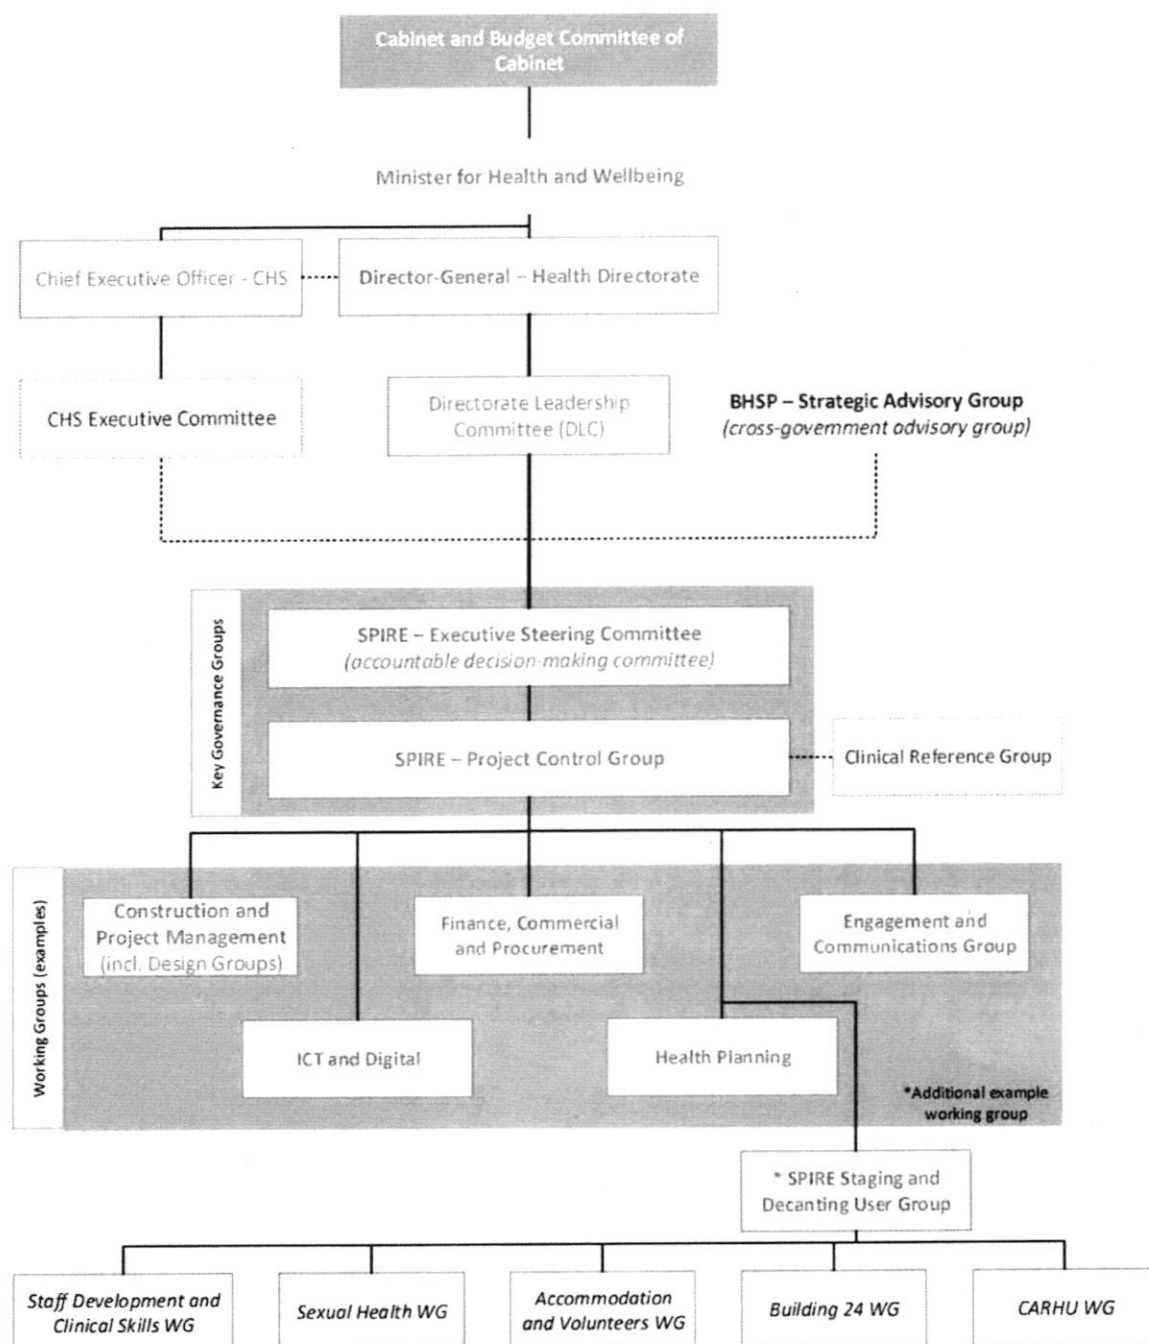 Cabinet and Budget Committee of
Cabinet
Minister for Health and Wellbeing
Chief Executive Officer - CHS
Director-General – Health Directorate
CHS Executive Committee
Directorate Leadership
Committee (DLC)
BHSP – Strategic Advisory Group
(cross-government advisory group)
Key Governance Groups
SPIRE – Executive Steering Committee
(accountable decision-making committee)
SPIRE – Project Control Group
Clinical Reference Group
Working Groups (examples)
Construction and
Project Management
(incl. Design Groups)
Finance, Commercial
and Procurement
Engagement and
Communications Group
ICT and Digital
Health Planning
*Additional example
working group
* SPIRE Staging and
Decanting User Group
Staff Development and
Clinical Skills WG
Sexual Health WG
Accommodation
and Volunteers WG
Building 24 WG
CARHU WG